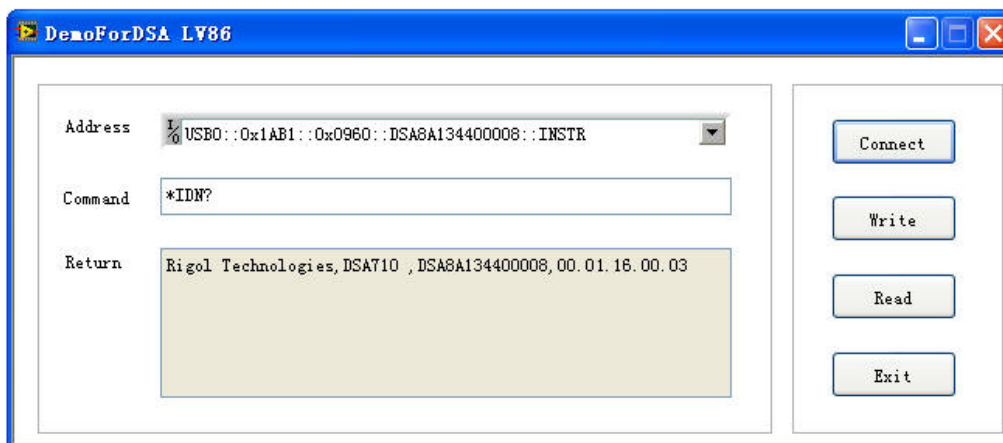 DemoForDSA LV86
Address
I/O USB0::0x1AB1::0x0960::DSA8A134400008::INSTR
Connect
Command
*IDN?
Write
Return
Rigol Technologies,DSA710 ,DSA8A134400008,00.01.16.00.03
Read
Exit